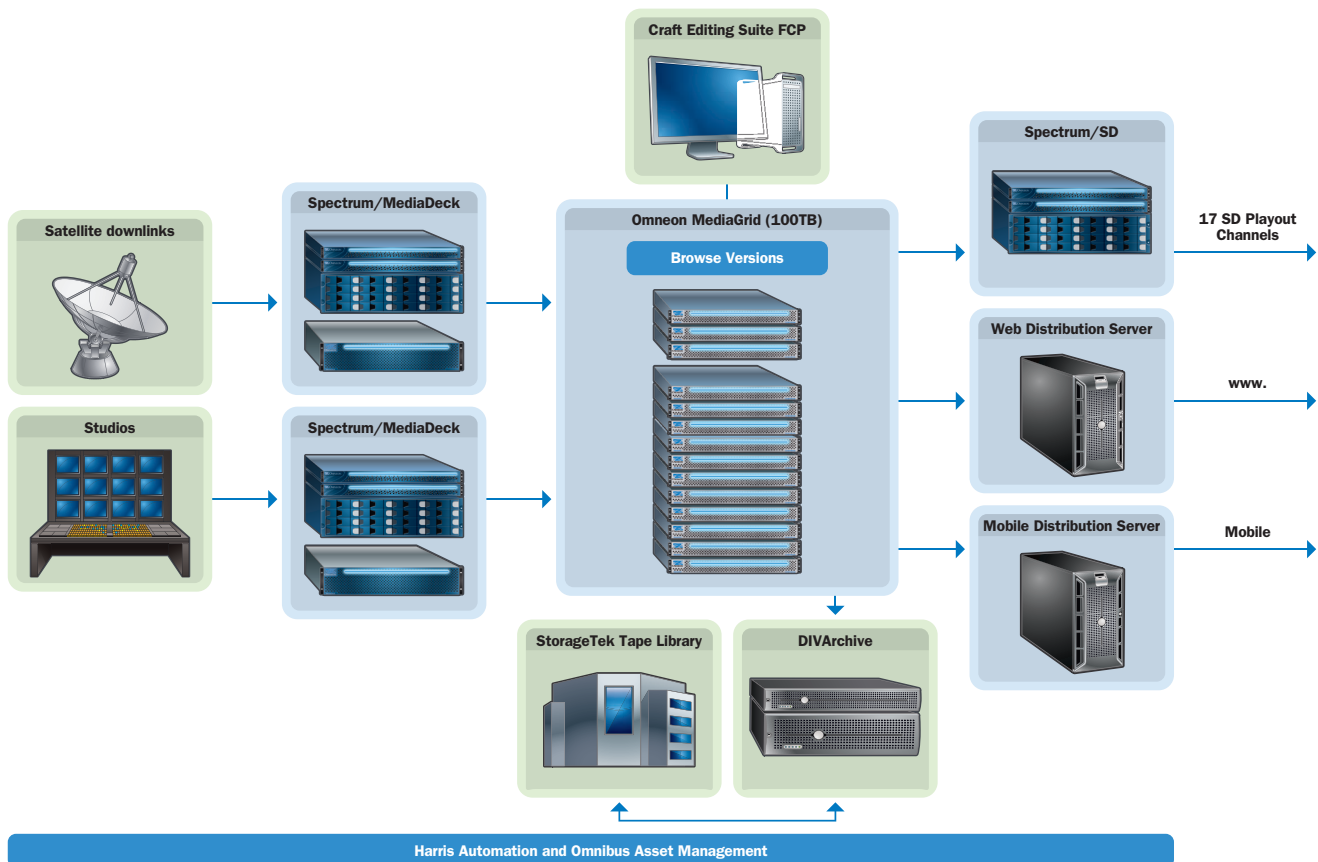 Craft Editing Suite FCP
Spectrum/SD
Spectrum/MediaDeck
Omneon MediaGrid (100TB)
Satellite downlinks
17 SD Playout
Channels
Browse Versions
Web Distribution Server
www.
Studios
Spectrum/MediaDeck
Mobile Distribution Server
Mobile
StorageTek Tape Library
DIVArchive
Harris Automation and Omnibus Asset Management